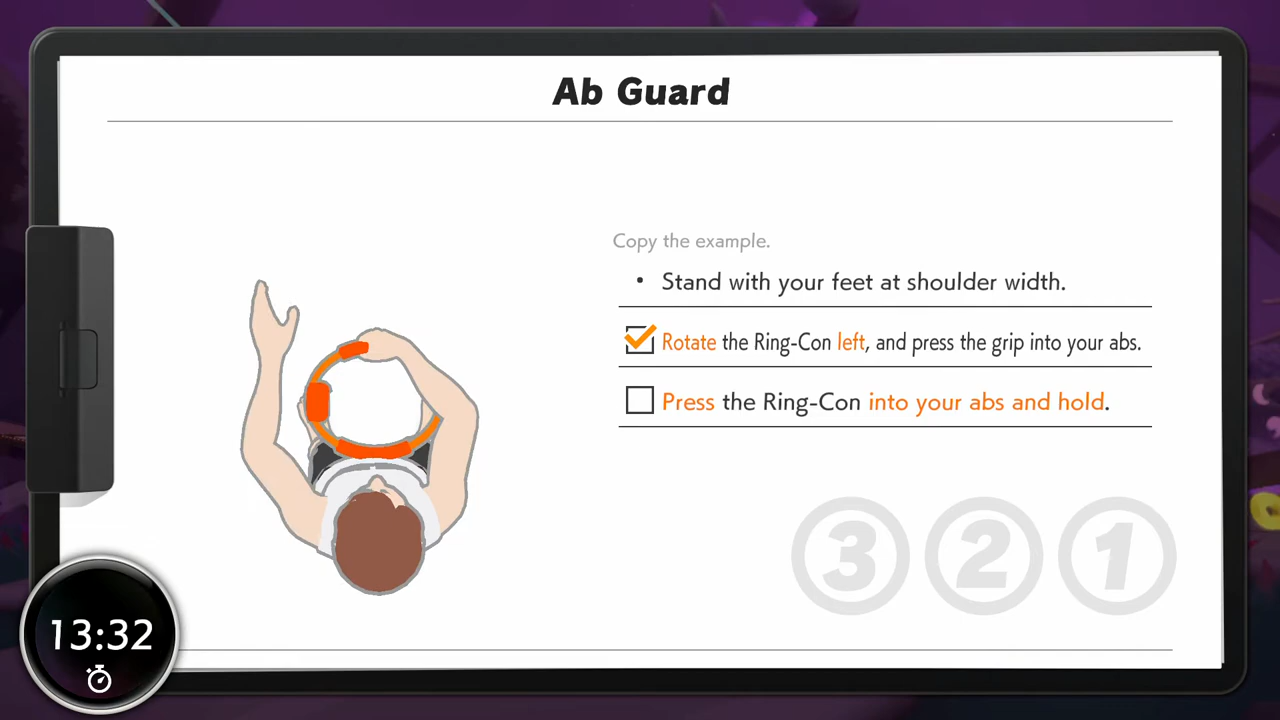 Ab Guard
Copy the example.
• Stand with your feet at shoulder width.
Rotate the Ring-Con left, and press the grip into your abs.
Press the Ring-Con into your abs and hold.
3 2 1
13:32